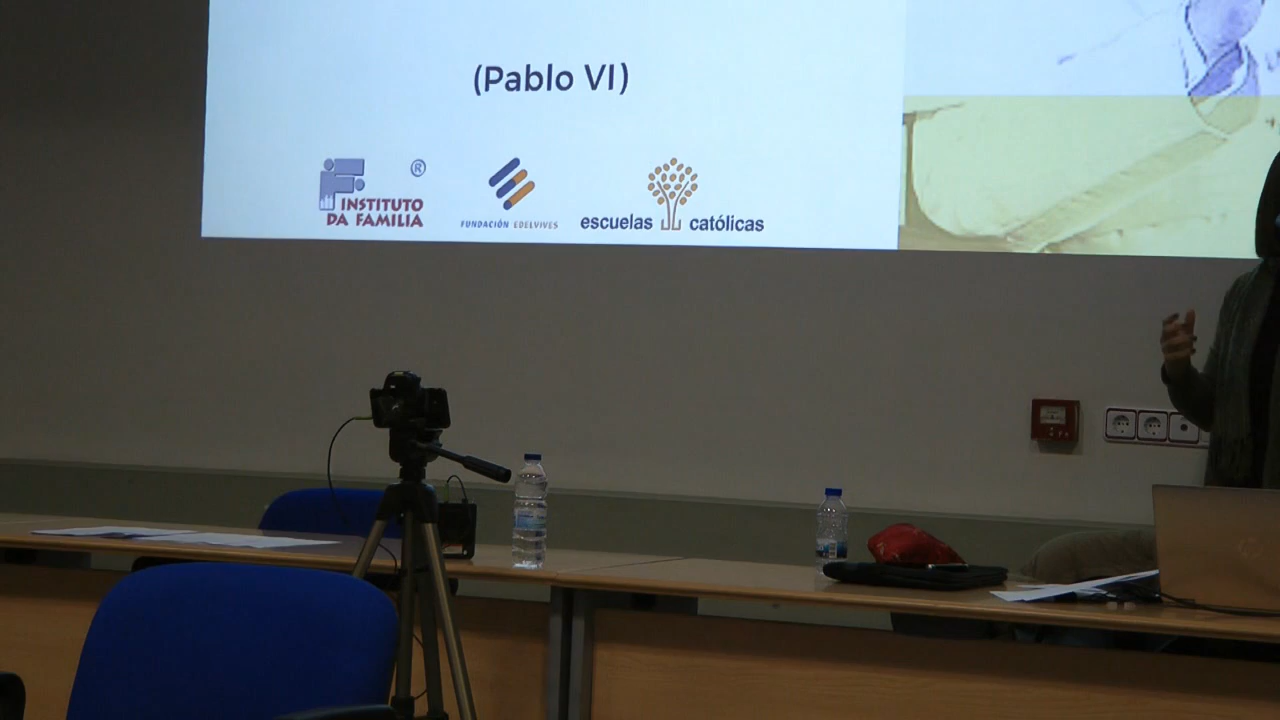 (Pablo VI)
®
INSTITUTO
DA FAMILIA
FUNDACIÓN EDELVIVES
escuelas católicas